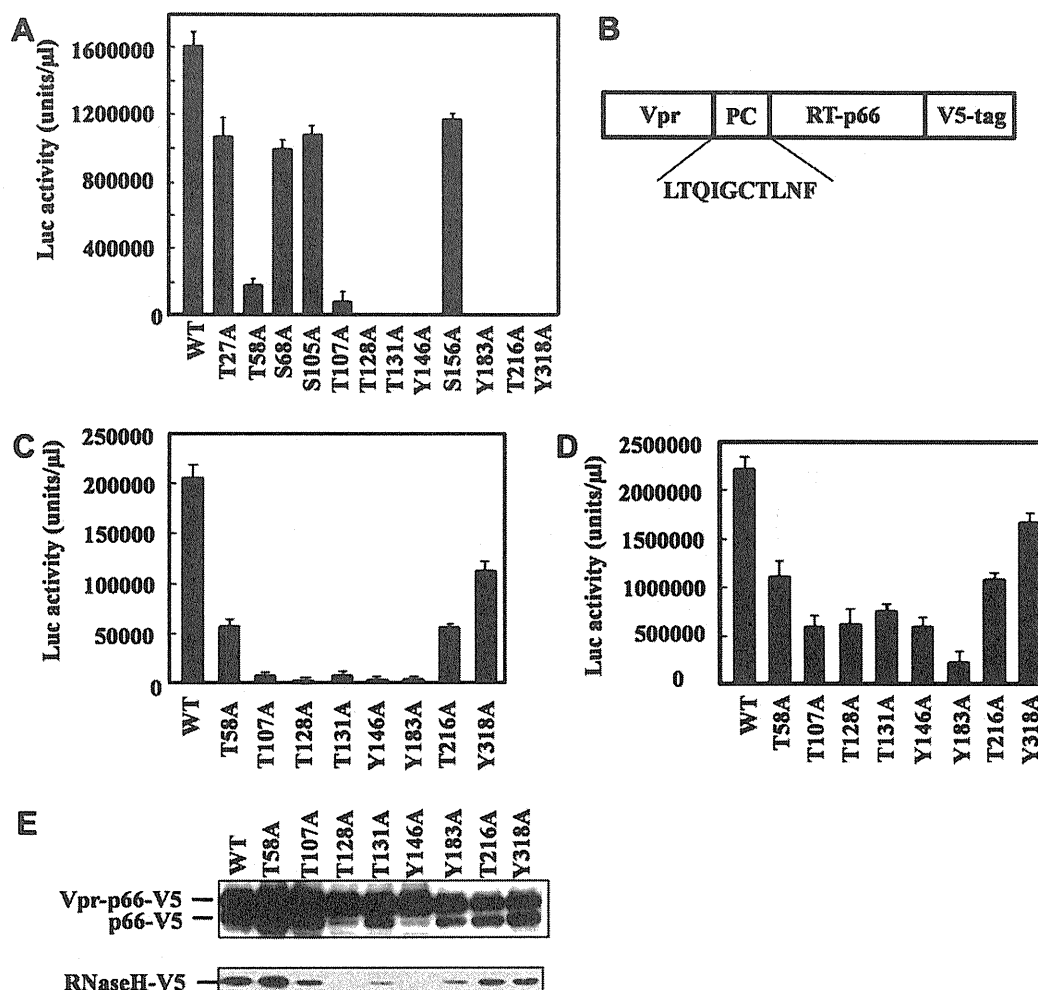 A
Luc activity (units/µl)
1600000
1200000
800000
400000
0
WT
T27A
T58A
S68A
S105A
T107A
T128A
T131A
Y146A
S156A
Y183A
T216A
Y318A
B
Vpr PC RT-p66 V5-tag
LTQIGCTLNF
C
Luc activity (units/µl)
250000
200000
150000
100000
50000
0
WT
T58A
T107A
T128A
T131A
Y146A
Y183A
T216A
Y318A
D
Luc activity (units/µl)
2500000
2000000
1500000
1000000
500000
0
WT
T58A
T107A
T128A
T131A
Y146A
Y183A
T216A
Y318A
E
WT
T58A
T107A
T128A
T131A
Y146A
Y183A
T216A
Y318A
Vpr-p66-V5
p66-V5
RNaseH-V5